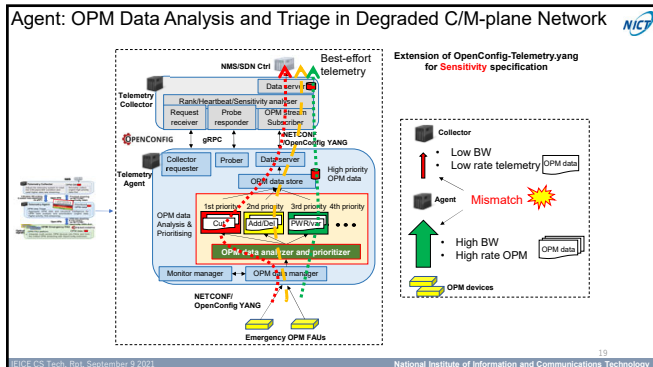 Agent: OPM Data Analysis and Triage in Degraded C/M-plane Network
NICT
NMS/SDN Ctrl
Best-effort
telemetry
Extension of OpenConfig-Telemetry.yang
for Sensitivity specification
Telemetry
Collector
Data server
Rank/Heartbeat/Sensitivity analyser
Request
receiver
Probe
responder
OPM stream
Subscriber
OPENCONFIG
gRPC
NETCONF
/OpenConfig YANG
Telemetry
Agent
Collector
requester
Prober
Data server
High priority
OPM data
OPM data store
1st priority
2nd priority
3rd priority
4th priority
OPM data
Analysis &
Prioritising
Cut
Add/Del
PWR/var
OPM data analyzer and prioritizer
Monitor manager
OPM data manager
NETCONF/
OpenConfig YANG
Emergency OPM FAUs
Collector
• Low BW
• Low rate telemetry
OPM data
Agent
Mismatch
• High BW
• High rate OPM
OPM data
OPM devices
19
IEICE CS Tech. Rpt. September 9 2021
National Institute of Information and Communications Technology